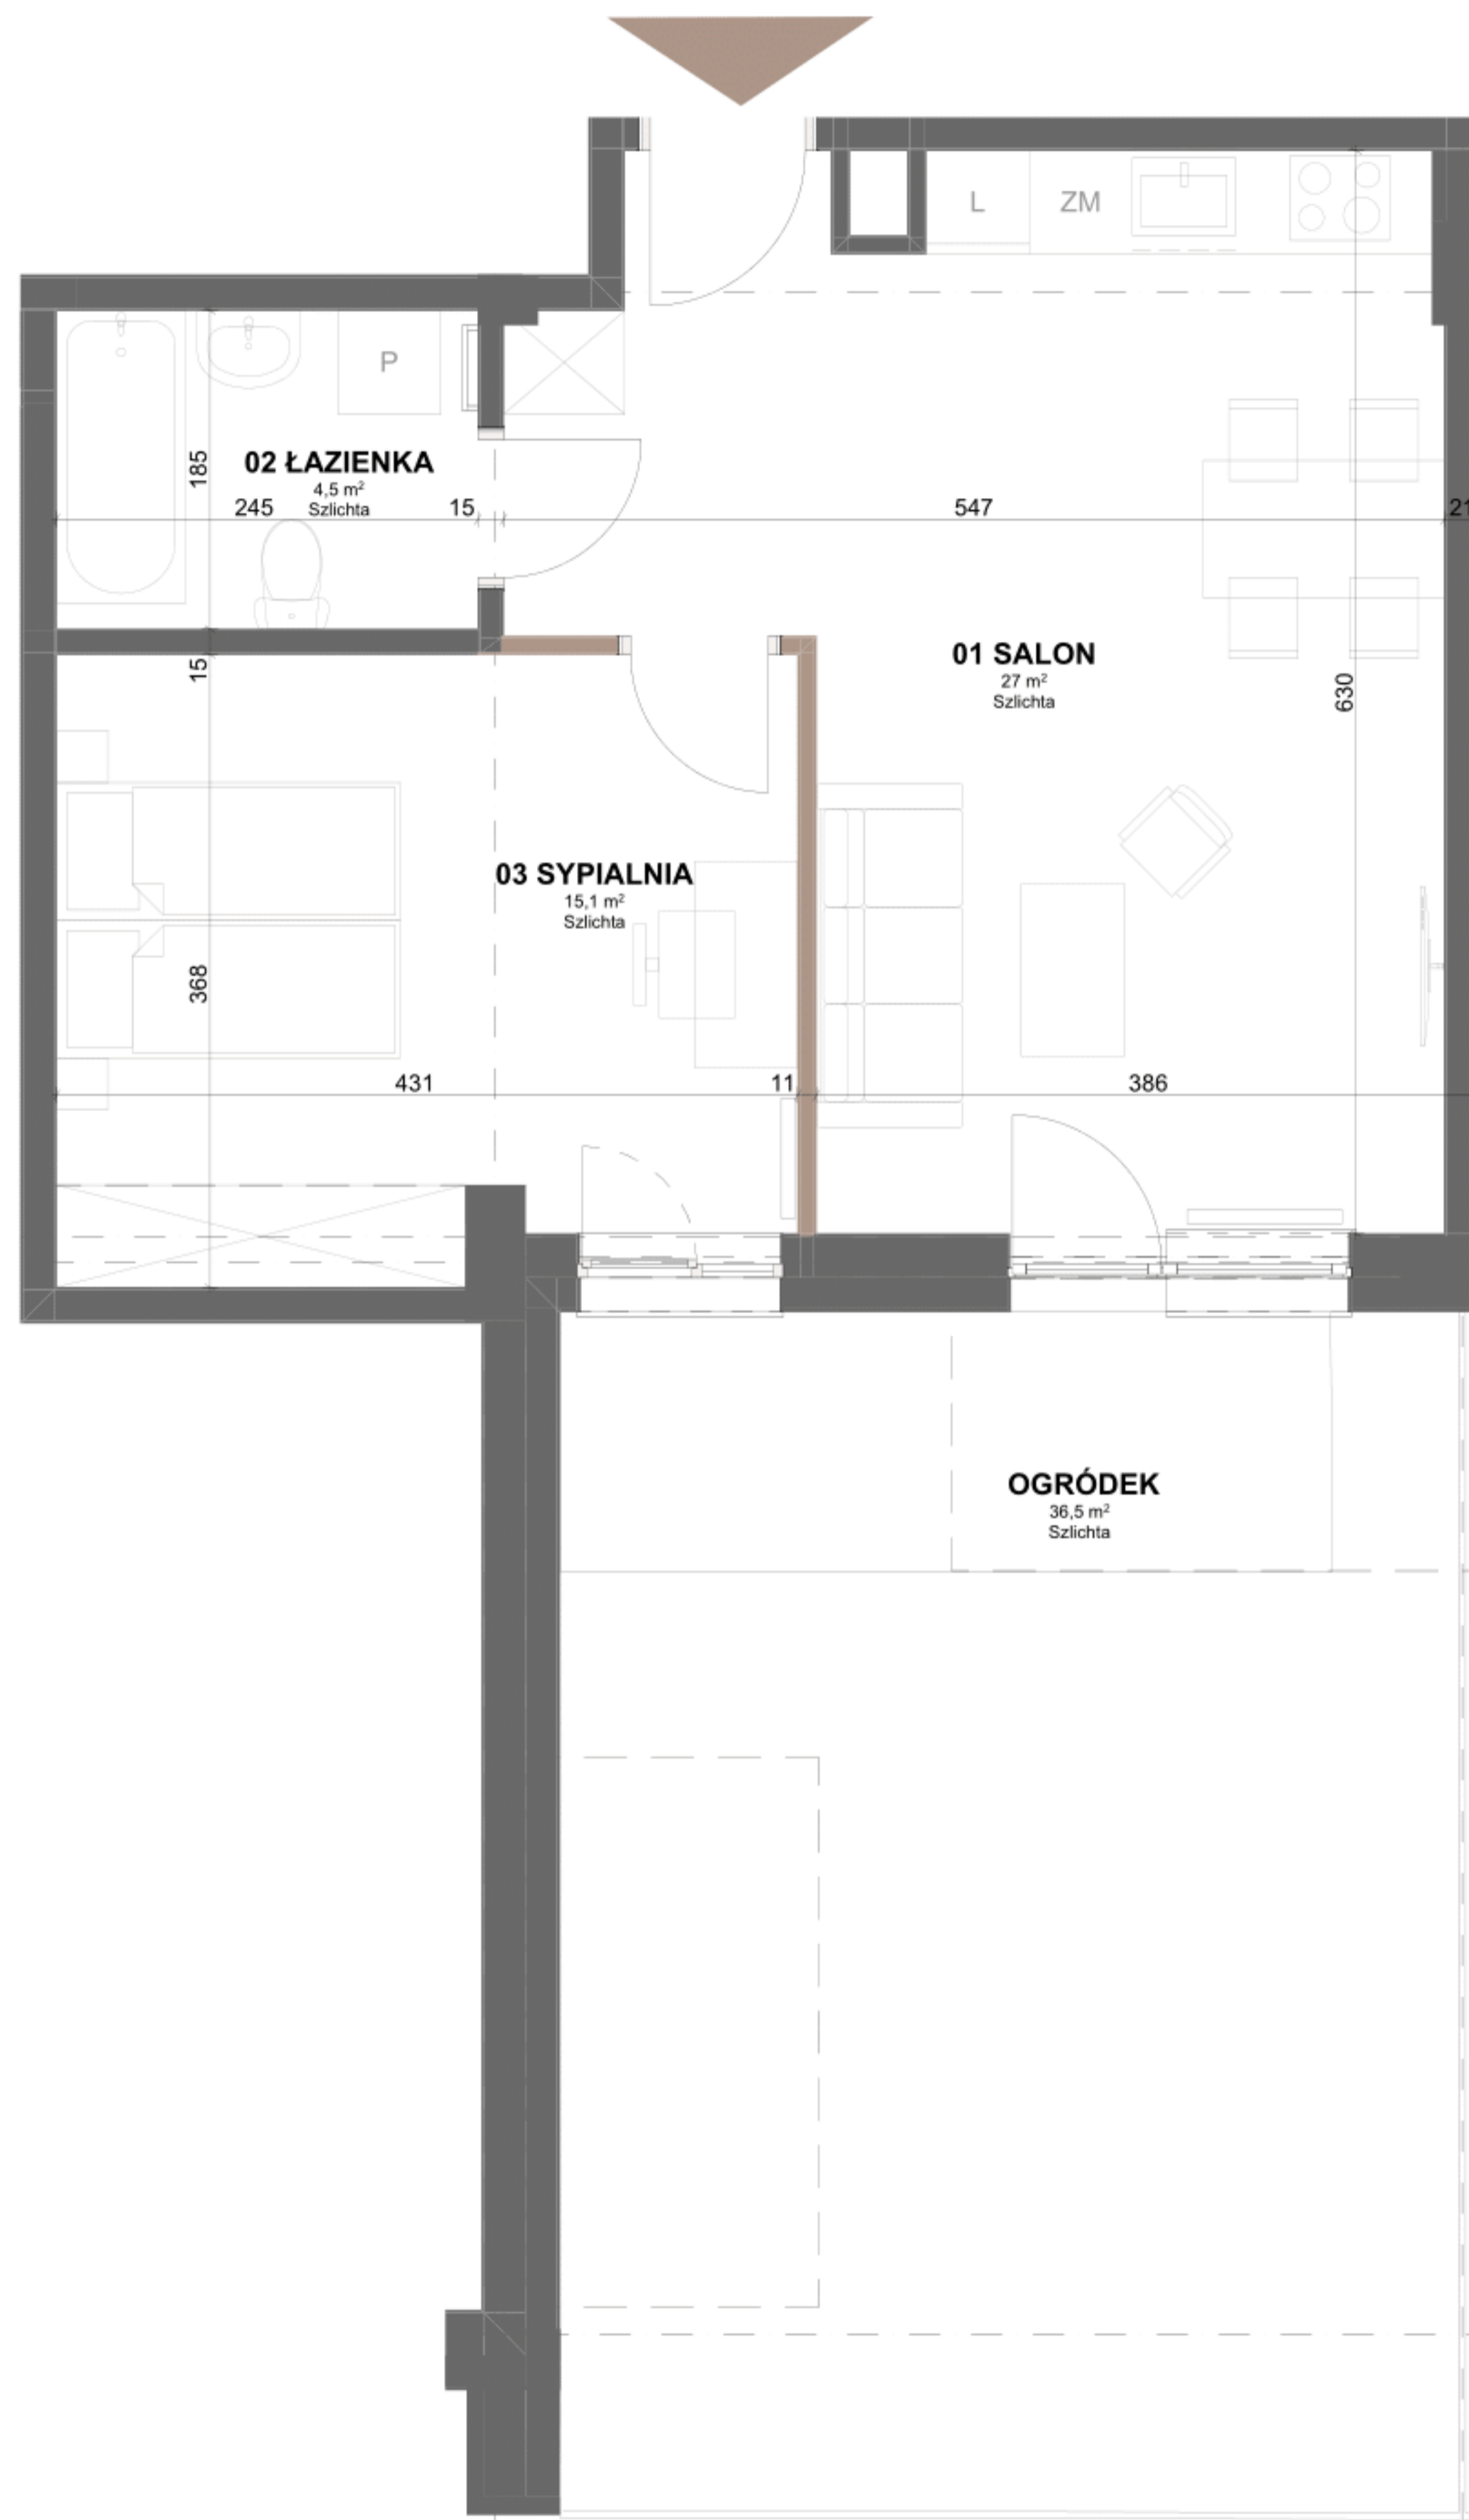 L
ZM
P
02 ŁAZIENKA
4,5 m²
Szlichta
185
245
15
547
21
15
01 SALON
27 m²
Szlichta
630
03 SYPIALNIA
15,1 m²
Szlichta
368
431
11
386
OGRÓDEK
36,5 m²
Szlichta